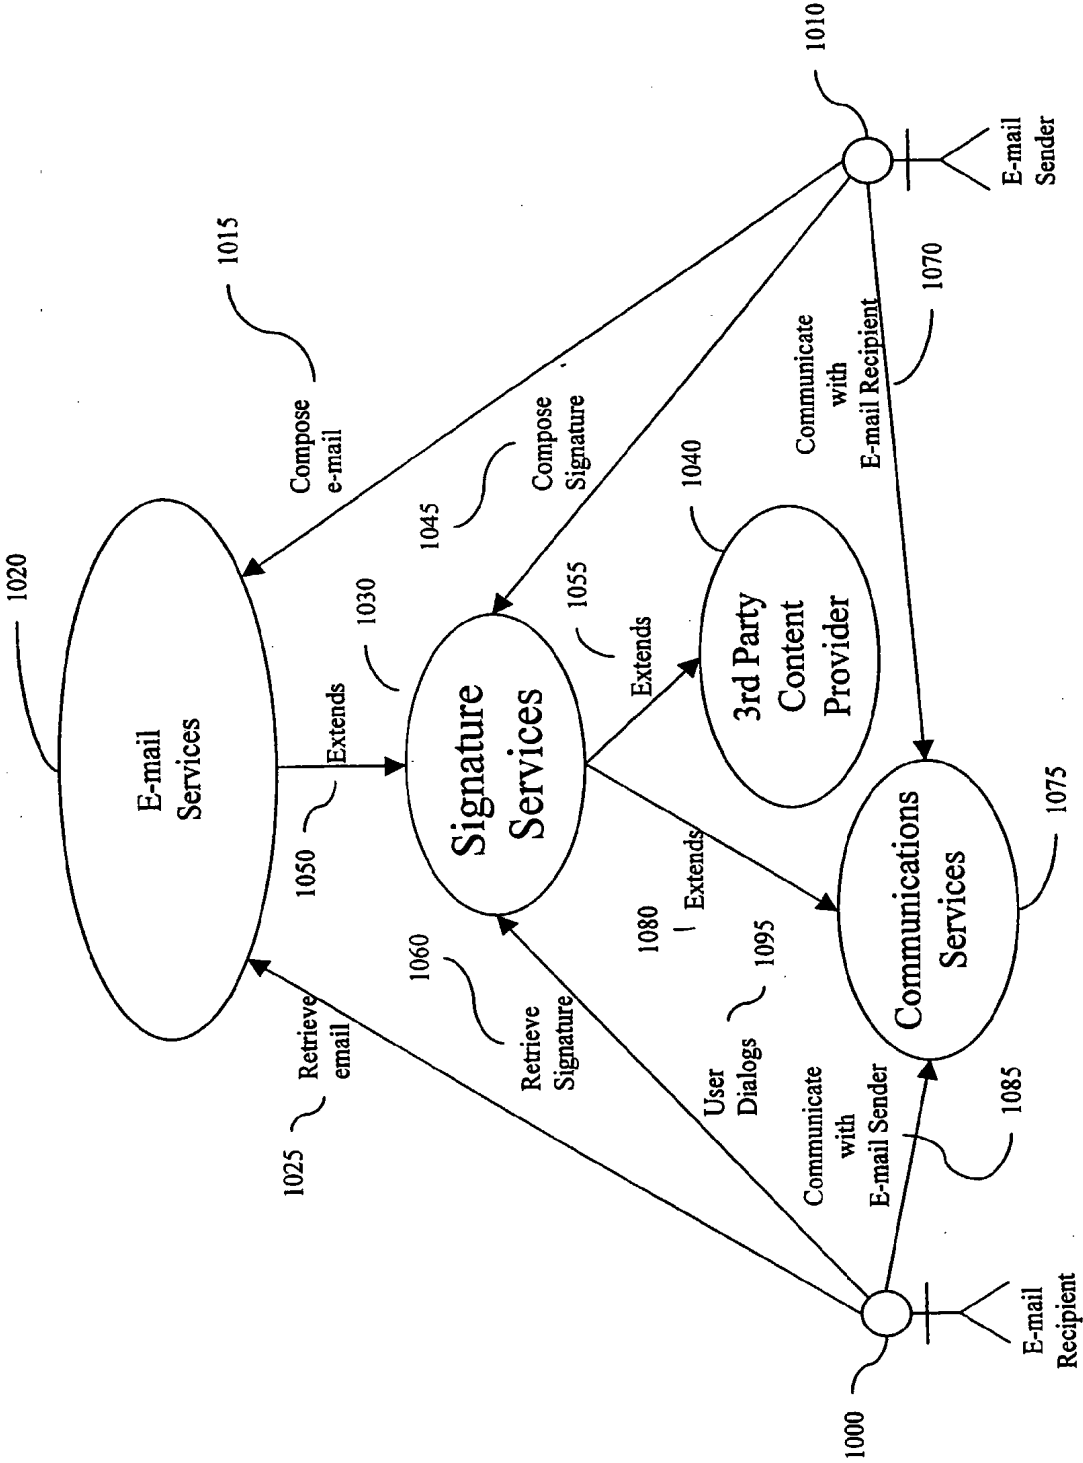 1020
E-mail
Services
1015
Compose
e-mail
1025
Retrieve
email
1050
Extends
1030
Signature
Services
1045
Compose
Signature
1060
Retrieve
Signature
1055
Extends
1040
3rd Party
Content
Provider
1080
Extends
1095
User
Dialogs
Communicate
with
E-mail Recipient
1070
Communicate
with
E-mail Sender
1085
Communications
Services
1075
1010
E-mail
Sender
1000
E-mail
Recipient